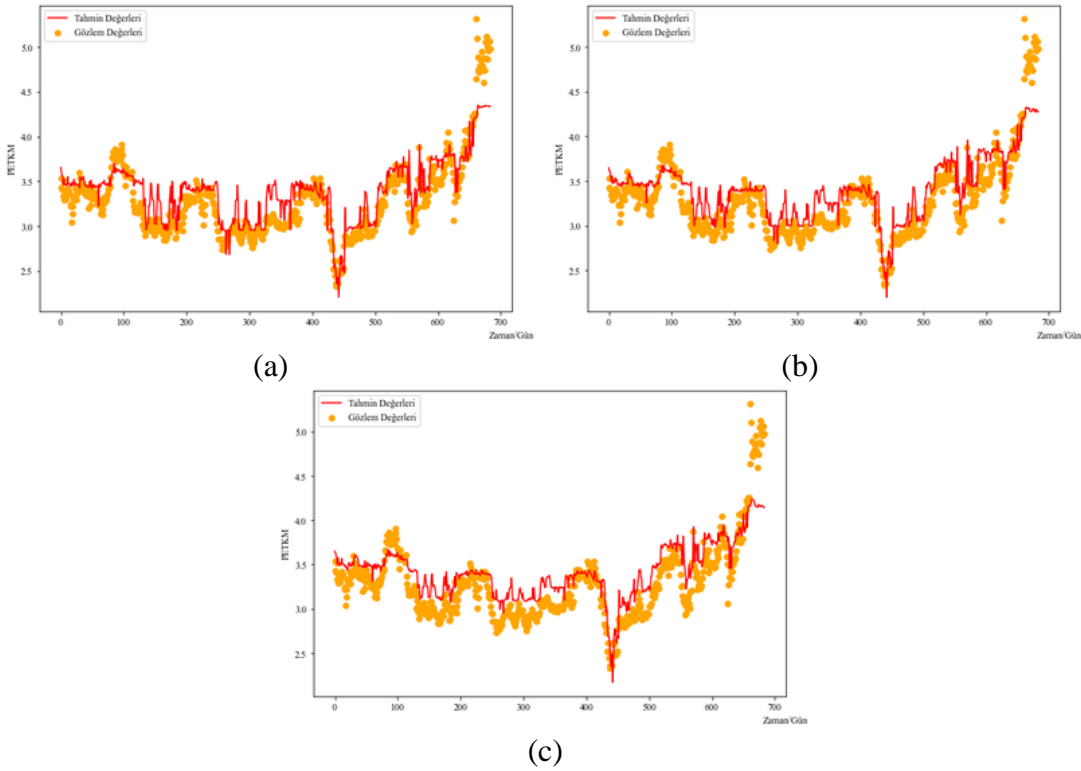 Tahmin Değerleri
Gözlem Değerleri
PETKM
5.0
4.5
4.0
3.5
3.0
2.5
0 100 200 300 400 500 600 700
Zaman/Gün
(a)
Tahmin Değerleri
Gözlem Değerleri
PETKM
5.0
4.5
4.0
3.5
3.0
2.5
0 100 200 300 400 500 600 700
Zaman/Gün
(b)
Tahmin Değerleri
Gözlem Değerleri
PETKM
5.0
4.5
4.0
3.5
3.0
2.5
0 100 200 300 400 500 600 700
Zaman/Gün
(c)